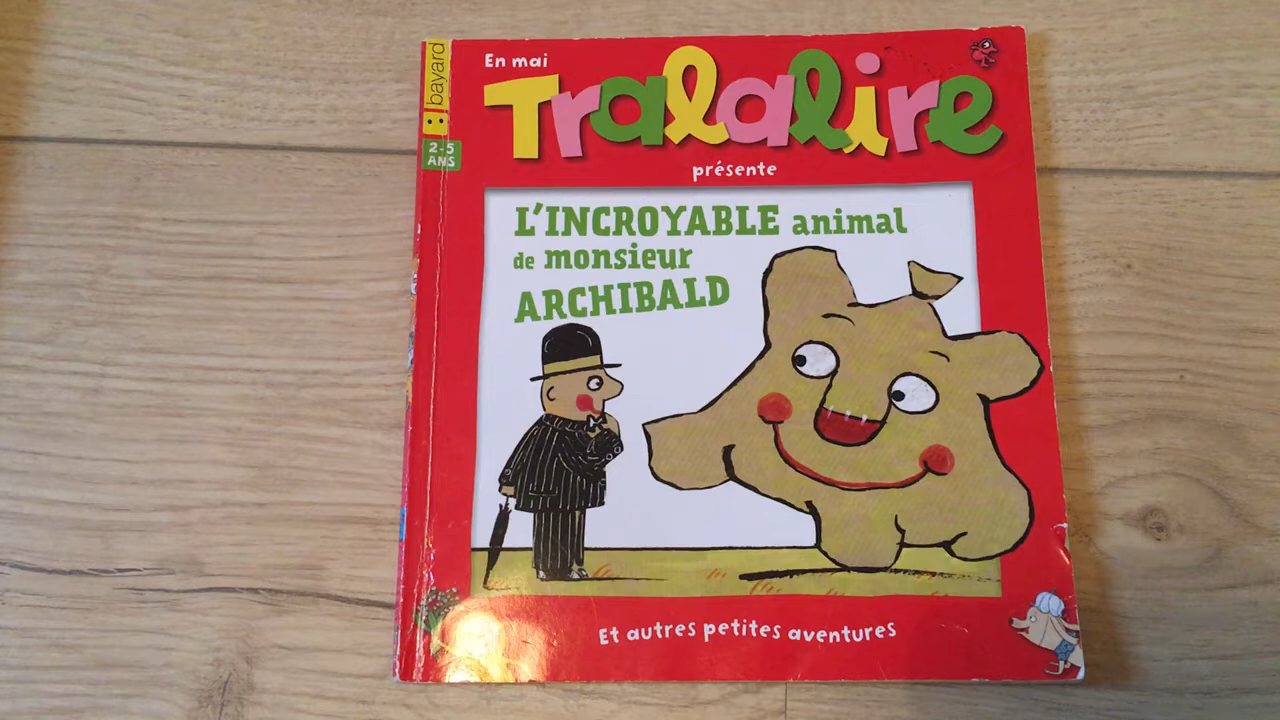 bayard
2-5
ANS
En mai
Tralalire
présente
L'INCROYABLE animal
de monsieur
ARCHIBALD
Et autres petites aventures